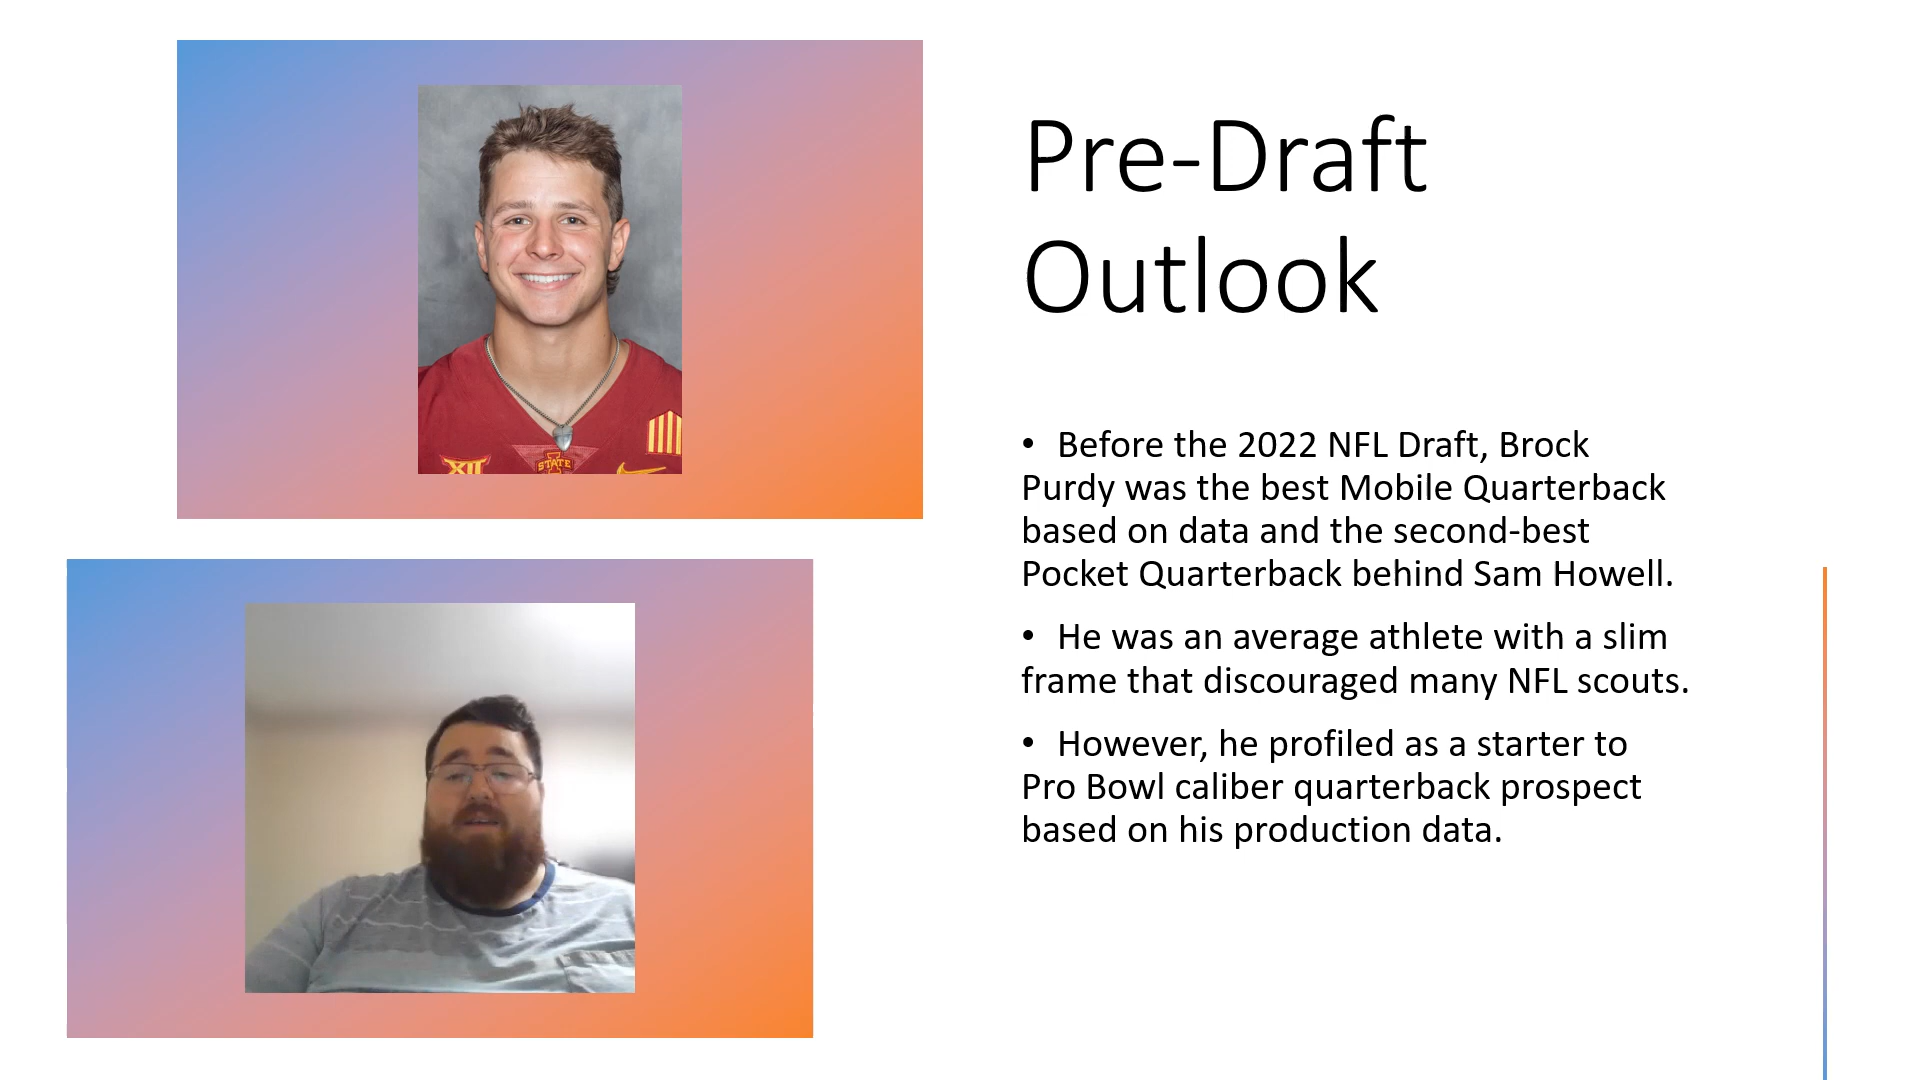 Pre-Draft
Outlook
• Before the 2022 NFL Draft, Brock
Purdy was the best Mobile Quarterback
based on data and the second-best
Pocket Quarterback behind Sam Howell.
• He was an average athlete with a slim
frame that discouraged many NFL scouts.
• However, he profiled as a starter to
Pro Bowl caliber quarterback prospect
based on his production data.
XII
STATE